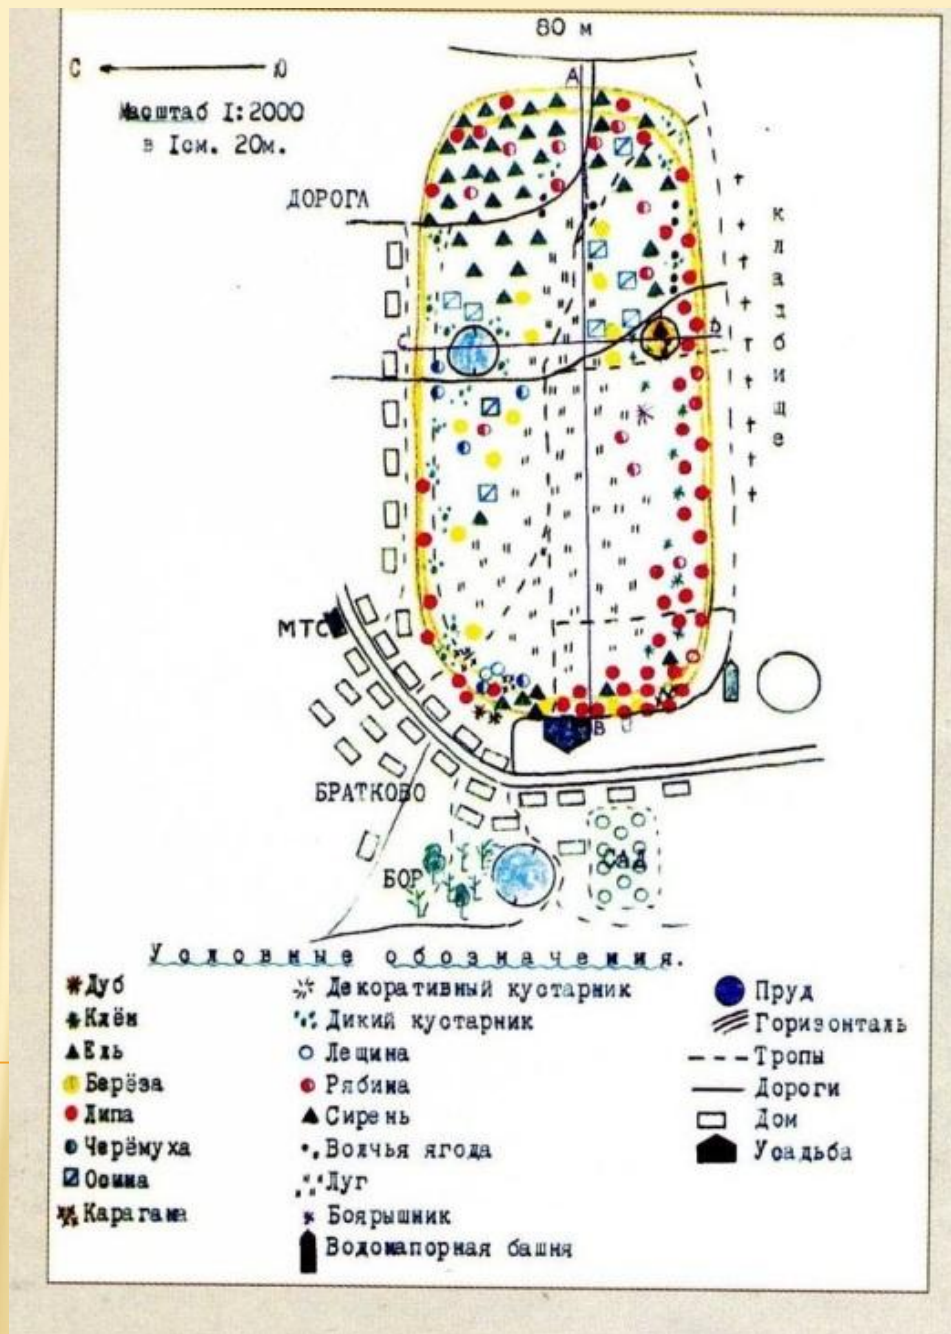 80 м
С Ю
Масштаб I:2000
в Iсм. 20м.
А
ДОРОГА
кладбище
МТС
В
БРАТКОВО
БОР
САД
Условные обозначения.
Дуб
Клён
Ель
Берёза
Липа
Черёмуха
Осина
Карагана
Декоративный кустарник
Дикий кустарник
Лещина
Рябина
Сирень
Волчья ягода
Луг
Боярышник
Водонапорная башня
Пруд
Горизонталь
Тропы
Дороги
Дом
Усадьба